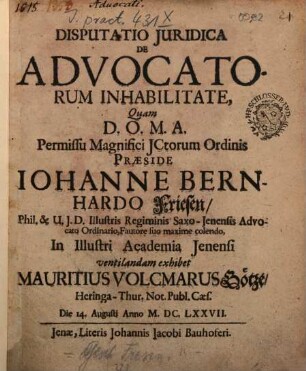 J. pract. 431 X
DISPUTATIO JURIDICA
DE
ADVOCATO-
RUM INHABILITATE,
Quam
D. O. M. A.
Permissu Magnifici JCtorum Ordinis
PRÆSIDE
IOHANNE BERN-
HARDO Friesen/
Phil. & U. J. D. Illustris Regiminis Saxo-Jenensis Advo-
cato Ordinario, Fautore suo maxime colendo,
In Illustri Academia Jenensi
ventilandam exhibet
MAURITIUS VOLCMARUS Götze/
Heringa-Thur. Not. Publ. Cæs.
Die 14. Augusti Anno M. DC. LXXVII.
Jenæ, Literis Johannis Jacobi Bauhoferi.